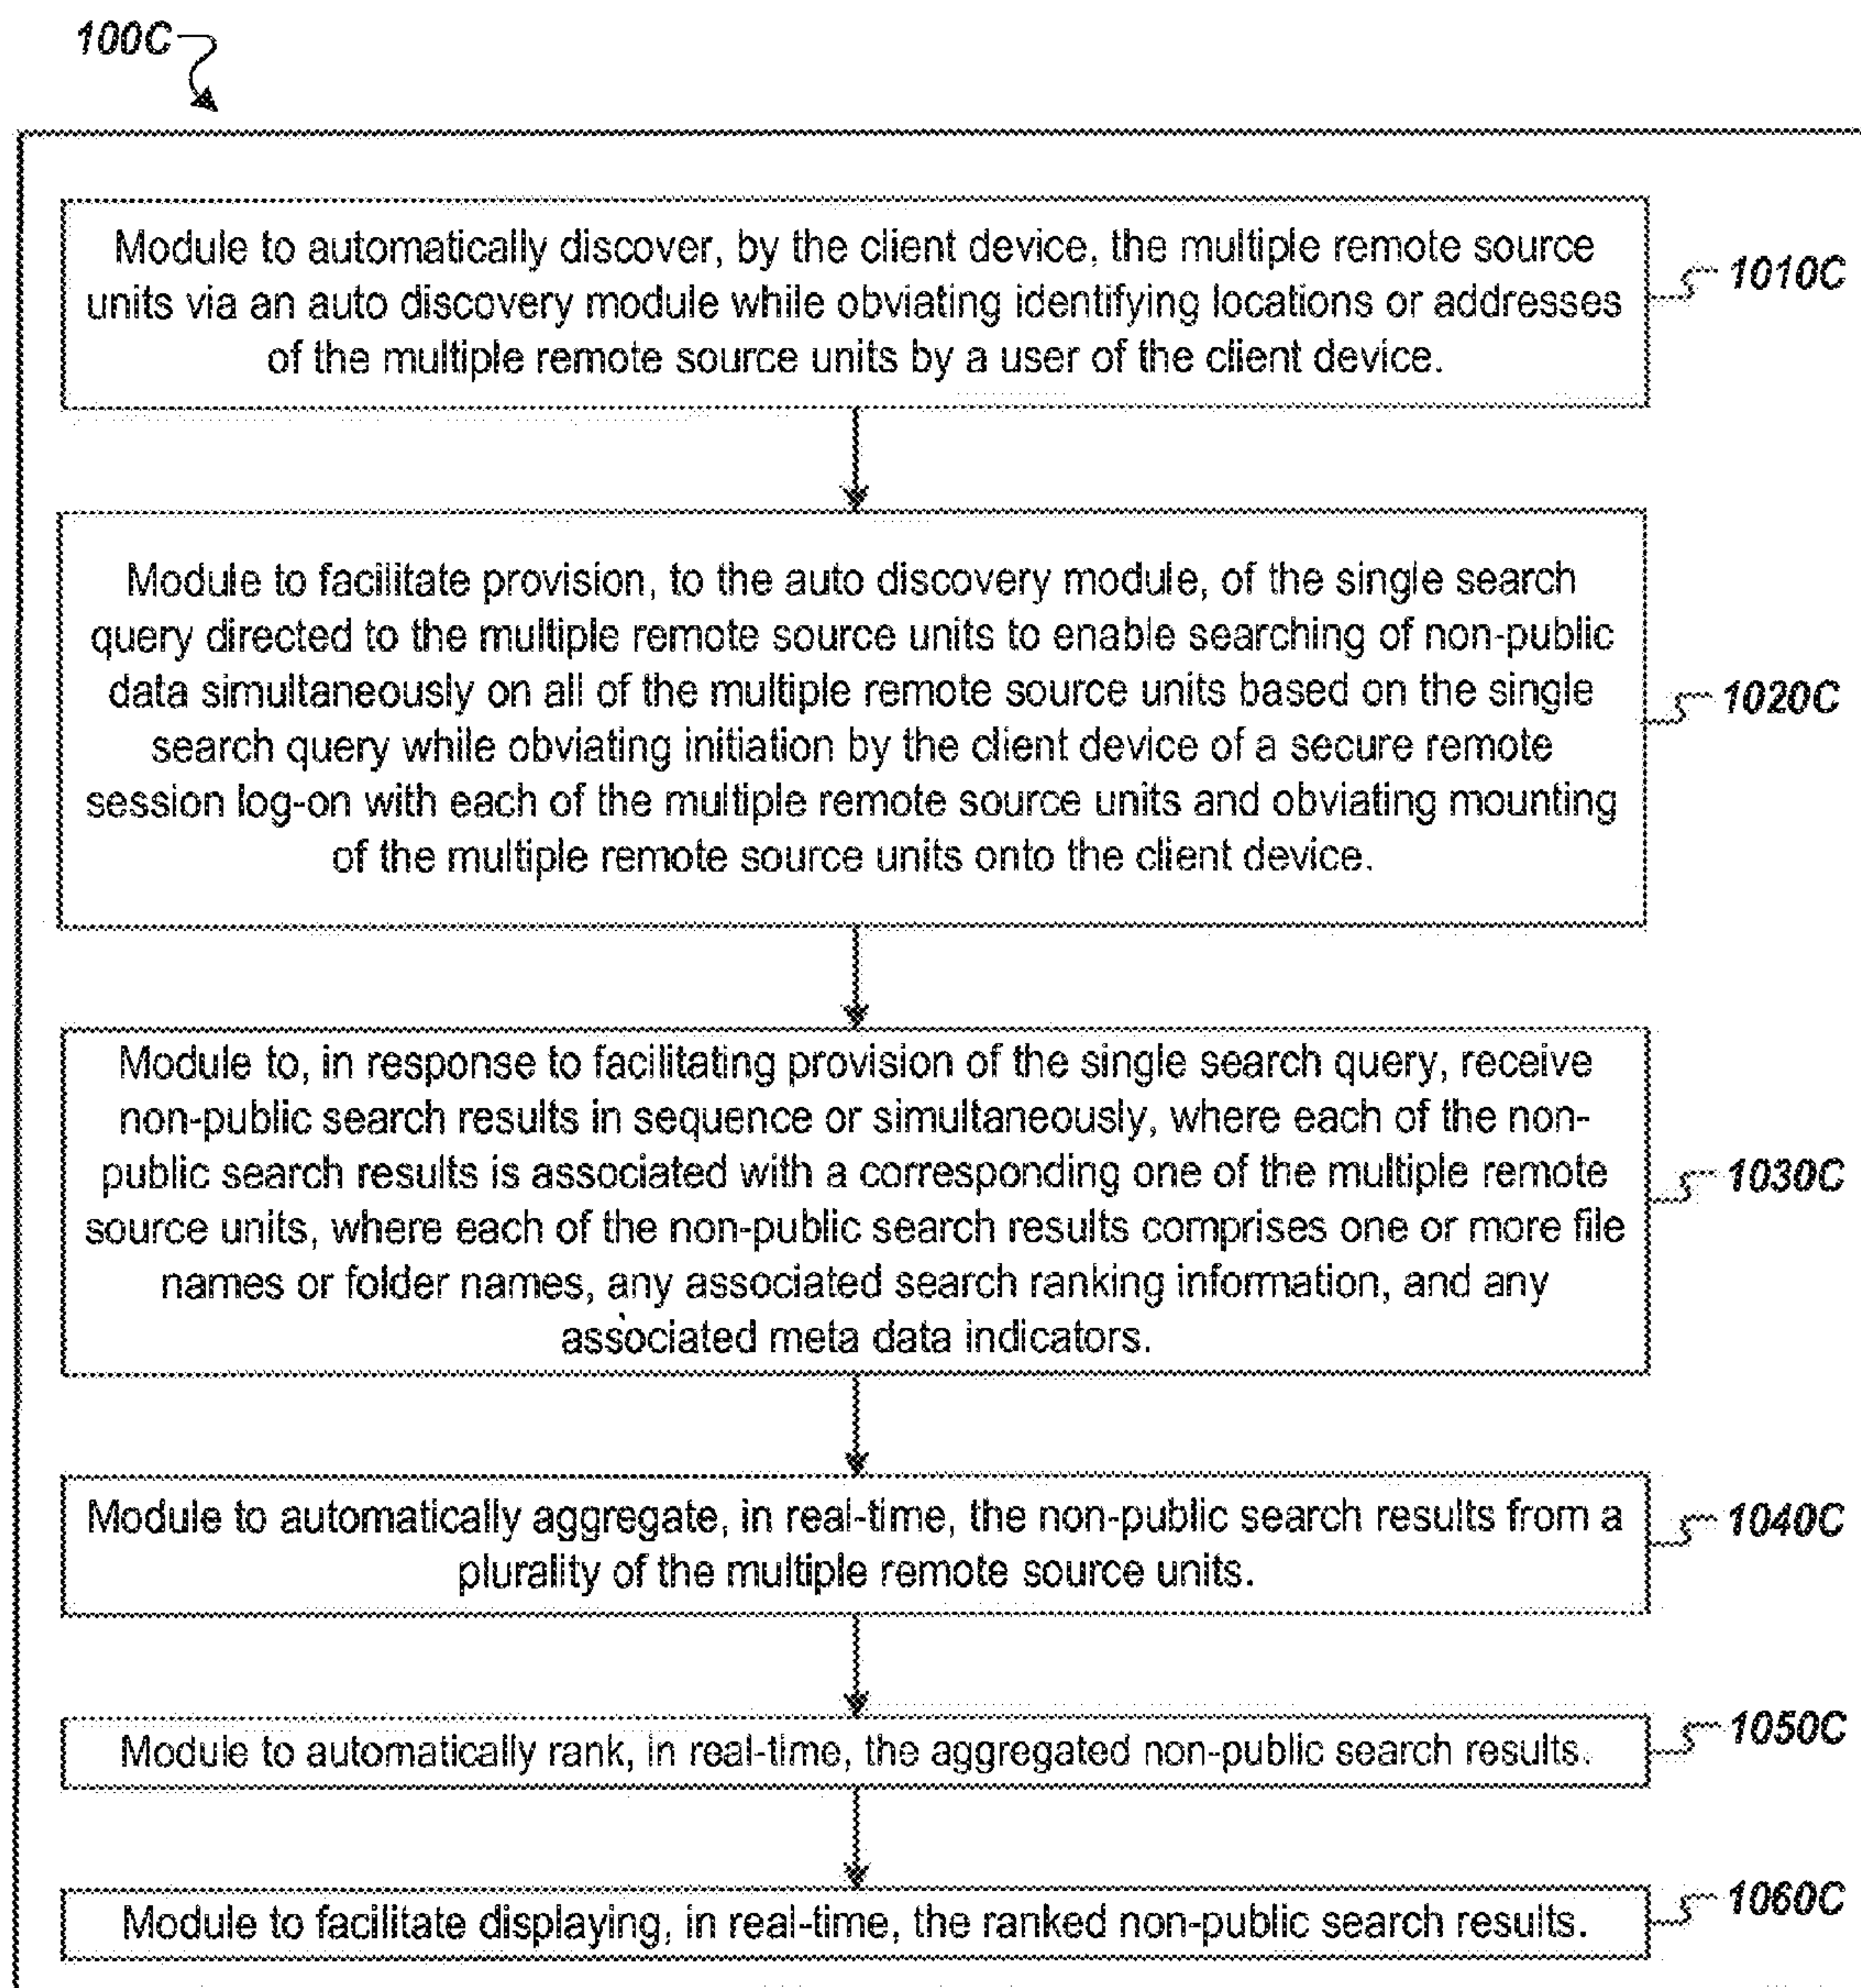 100C
Module to automatically discover, by the client device, the multiple remote source
units via an auto discovery module while obviating identifying locations or addresses
of the multiple remote source units by a user of the client device.
1010C
Module to facilitate provision, to the auto discovery module, of the single search
query directed to the multiple remote source units to enable searching of non-public
data simultaneously on all of the multiple remote source units based on the single
search query while obviating initiation by the client device of a secure remote
session log-on with each of the multiple remote source units and obviating mounting
of the multiple remote source units onto the client device.
1020C
Module to, in response to facilitating provision of the single search query, receive
non-public search results in sequence or simultaneously, where each of the non-
public search results is associated with a corresponding one of the multiple remote
source units, where each of the non-public search results comprises one or more file
names or folder names, any associated search ranking information, and any
associated meta data indicators.
1030C
Module to automatically aggregate, in real-time, the non-public search results from a
plurality of the multiple remote source units.
1040C
Module to automatically rank, in real-time, the aggregated non-public search results.
1050C
Module to facilitate displaying, in real-time, the ranked non-public search results.
1060C